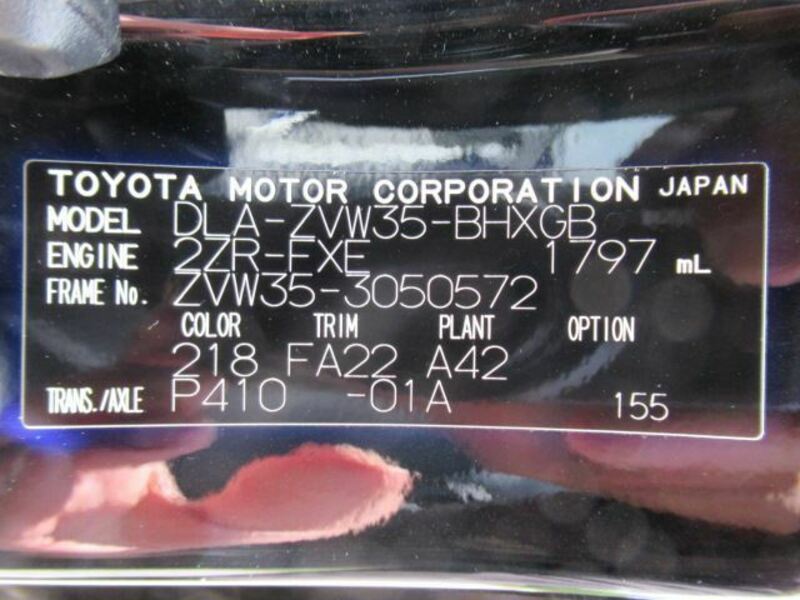 TOYOTA MOTOR CORPORATION JAPAN
MODEL DLA-ZVW35-BHXGB
ENGINE 2ZR-FXE 1797 mL
FRAME No. ZVW35-3050572
COLOR TRIM PLANT OPTION
218 FA22 A42
TRANS./AXLE P410 -01A 155